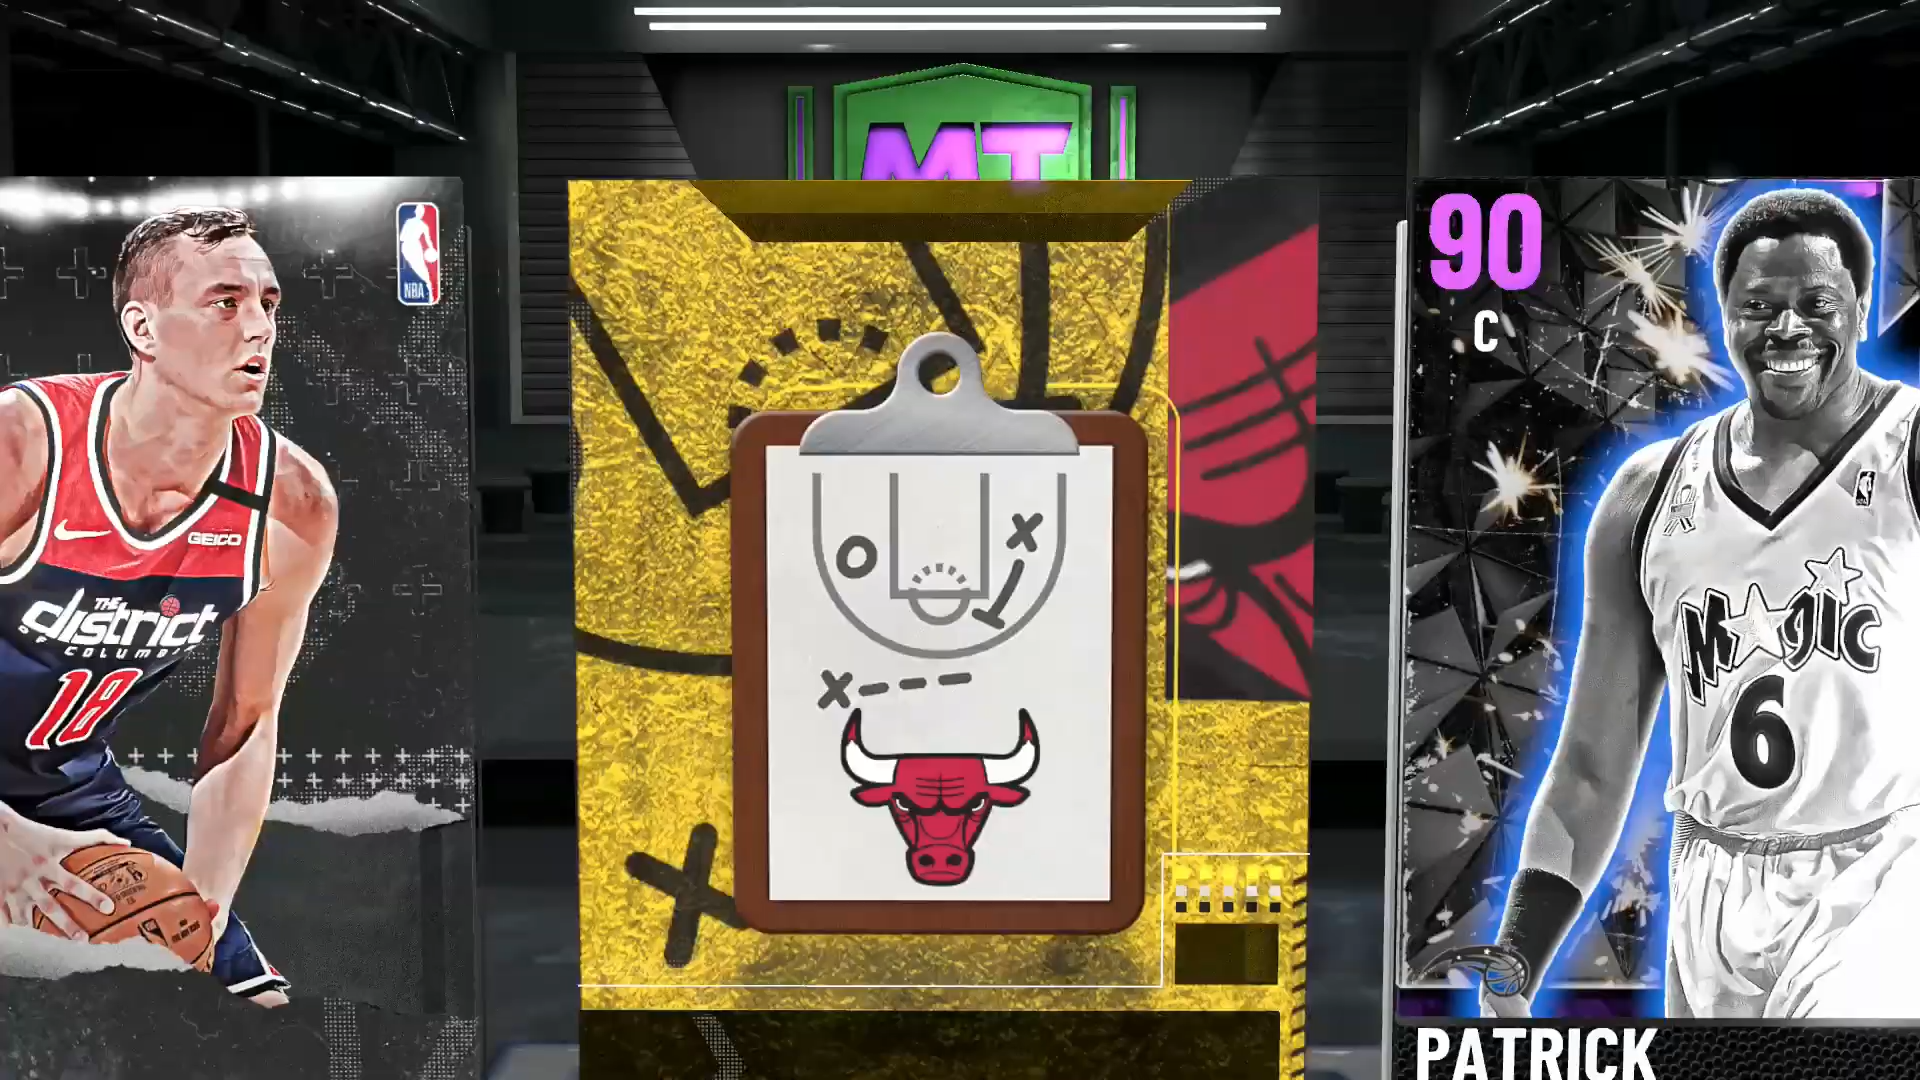 MT
NBA
GEICO
THE
district
OF COLUMBIA
18
O
X
X
90
C
Magic
6
PATRICK